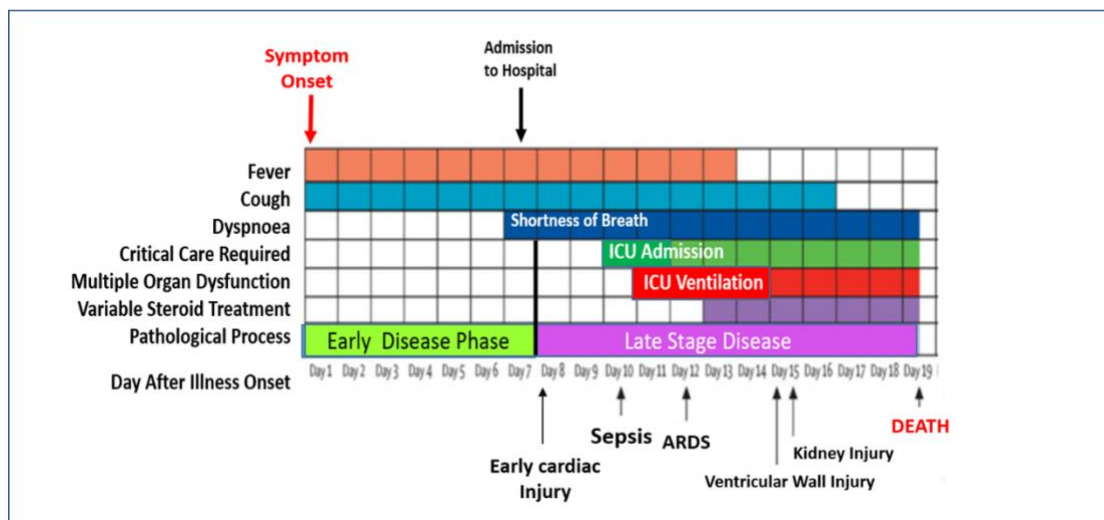 Symptom
Onset
Admission
to Hospital
Fever
Cough
Dyspnoea
Shortness of Breath
Critical Care Required
ICU Admission
Multiple Organ Dysfunction
ICU Ventilation
Variable Steroid Treatment
Pathological Process
Early Disease Phase
Late Stage Disease
Day After Illness Onset
Day 1 Day 2 Day 3 Day 4 Day 5 Day 6 Day 7 Day 8 Day 9 Day 10 Day 11 Day 12 Day 13 Day 14 Day 15 Day 16 Day 17 Day 18 Day 19
Early cardiac
Injury
Sepsis
ARDS
Ventricular Wall Injury
Kidney Injury
DEATH